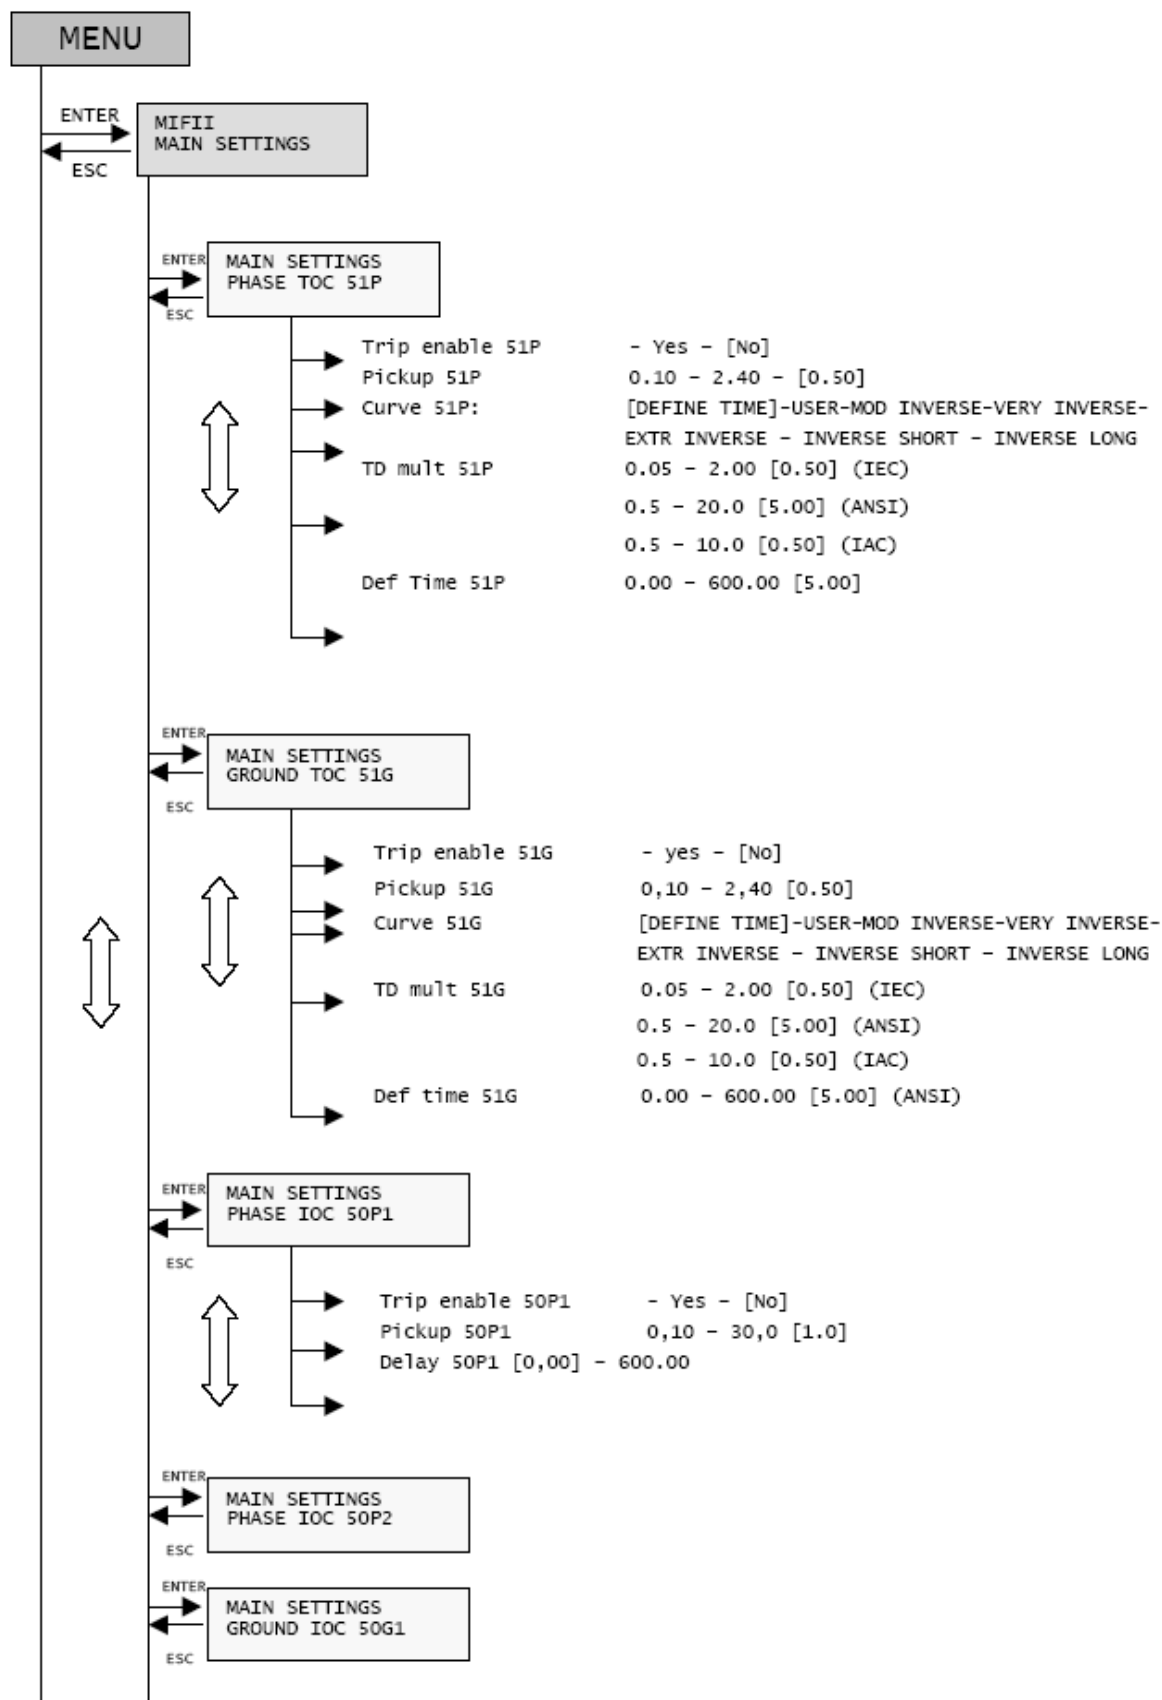 MENU
ENTER
ESC
MIFII
MAIN SETTINGS
ENTER
ESC
MAIN SETTINGS
PHASE TOC 51P
Trip enable 51P - Yes – [No]
Pickup 51P 0.10 – 2.40 – [0.50]
Curve 51P: [DEFINE TIME]-USER-MOD INVERSE-VERY INVERSE-
EXTR INVERSE – INVERSE SHORT – INVERSE LONG
TD mult 51P 0.05 – 2.00 [0.50] (IEC)
0.5 – 20.0 [5.00] (ANSI)
0.5 – 10.0 [0.50] (IAC)
Def Time 51P 0.00 – 600.00 [5.00]
ENTER
ESC
MAIN SETTINGS
GROUND TOC 51G
Trip enable 51G - yes – [No]
Pickup 51G 0,10 – 2,40 [0.50]
Curve 51G [DEFINE TIME]-USER-MOD INVERSE-VERY INVERSE-
EXTR INVERSE – INVERSE SHORT – INVERSE LONG
TD mult 51G 0.05 – 2.00 [0.50] (IEC)
0.5 – 20.0 [5.00] (ANSI)
0.5 – 10.0 [0.50] (IAC)
Def time 51G 0.00 – 600.00 [5.00] (ANSI)
ENTER
ESC
MAIN SETTINGS
PHASE IOC 50P1
Trip enable 50P1 - Yes – [No]
Pickup 50P1 0,10 – 30,0 [1.0]
Delay 50P1 [0,00] – 600.00
ENTER
ESC
MAIN SETTINGS
PHASE IOC 50P2
ENTER
ESC
MAIN SETTINGS
GROUND IOC 50G1